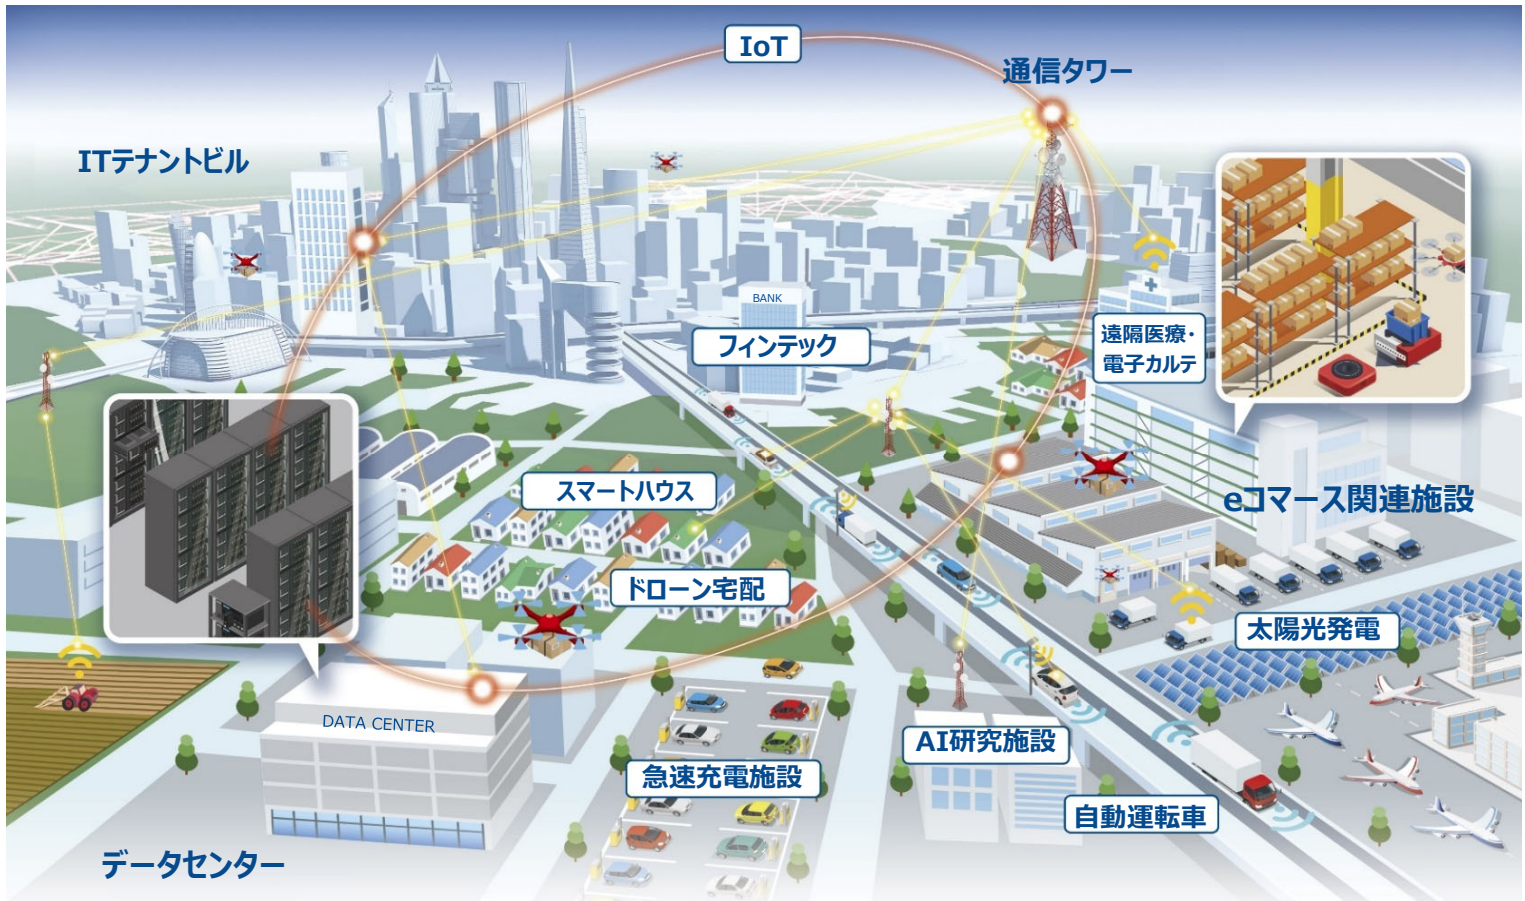 IoT
通信タワー
ITテナントビル
BANK
フィンテック
遠隔医療・
電子カルテ
スマートハウス
eコマース関連施設
ドローン宅配
太陽光発電
DATA CENTER
AI研究施設
急速充電施設
自動運転車
データセンター